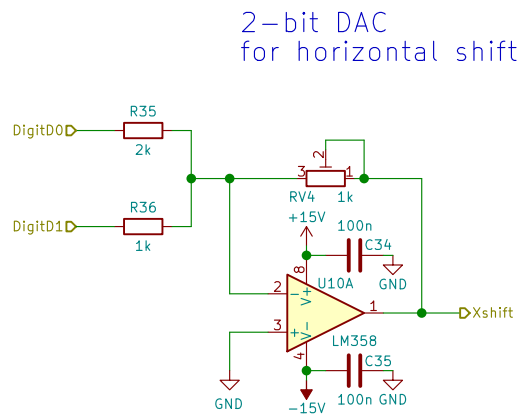 2-bit DAC
for horizontal shift
R35
DigitD0
2k
2
3
1
RV4
1k
R36
DigitD1
1k
+15V
100n
C34
8
U10A
GND
2
-
V+
1
Xshift
3
+
V-
LM358
4
C35
GND
-15V
100n
GND